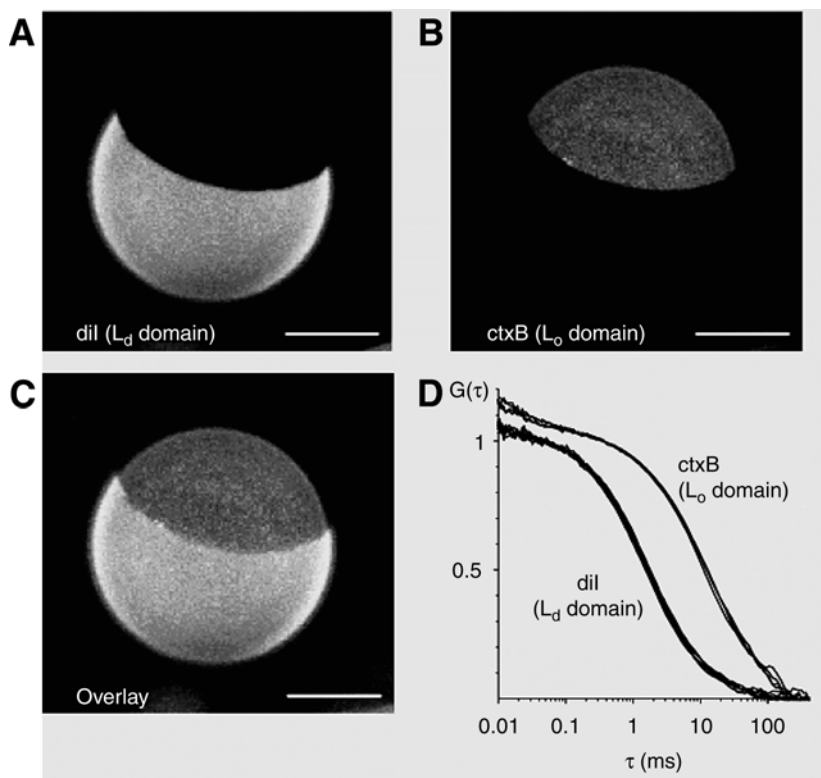 A
diI (Ld domain)
B
ctxB (Lo domain)
C
Overlay
D
G(τ)
1
0.5
ctxB
(Lo domain)
diI
(Ld domain)
0.01 0.1 1 10 100
τ (ms)